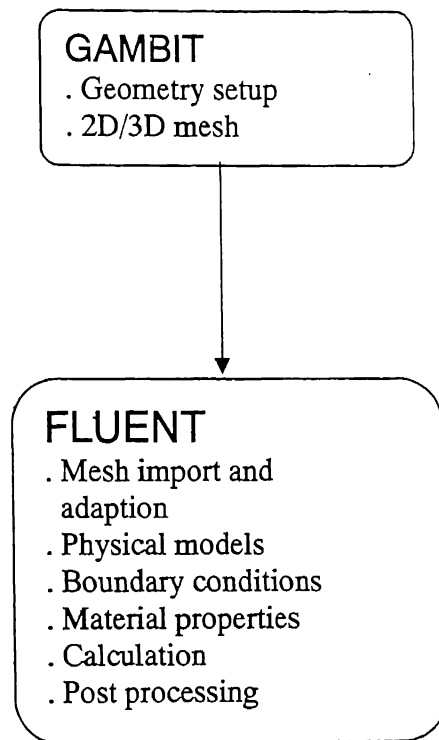 GAMBIT
. Geometry setup
. 2D/3D mesh
FLUENT
. Mesh import and
adaption
. Physical models
. Boundary conditions
. Material properties
. Calculation
. Post processing